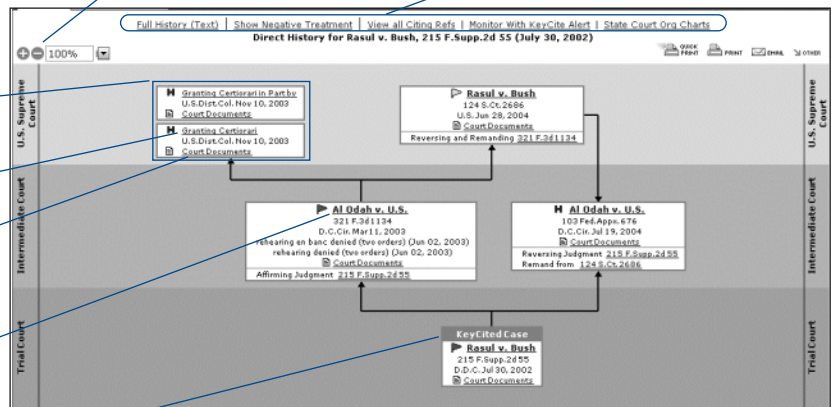 Full History (Text) | Show Negative Treatment | View all Citing Refs | Monitor With KeyCite Alert | State Court Org Charts
Direct History for Rasul v. Bush, 215 F.Supp.2d 55 (July 30, 2002)
100%
QUICK PRINT PRINT EMAIL OTHER
U.S. Supreme Court
H Granting Certiorari in Part by
U.S.Dist.Col. Nov 10, 2003
Court Documents
H Granting Certiorari
U.S.Dist.Col. Nov 10, 2003
Court Documents
Rasul v. Bush
124 S.Ct. 2686
U.S. Jun 28, 2004
Court Documents
Reversing and Remanding 321 F.3d 1134
U.S. Supreme Court
Intermediate Court
Al Odah v. U.S.
321 F.3d 1134
D.C.Cir. Mar 11, 2003
rehearing en banc denied (two orders) (Jun 02, 2003)
rehearing denied (two orders) (Jun 02, 2003)
Court Documents
Affirming Judgment 215 F.Supp.2d 55
H Al Odah v. U.S.
103 Fed.Appx. 676
D.C.Cir. Jul 19, 2004
Court Documents
Reversing Judgment 215 F.Supp.2d 55
Remand from 124 S.Ct. 2686
Intermediate Court
Trial Court
KeyCited Case
Rasul v. Bush
215 F.Supp.2d 55
D.D.C. Jul 30, 2002
Court Documents
Trial Court